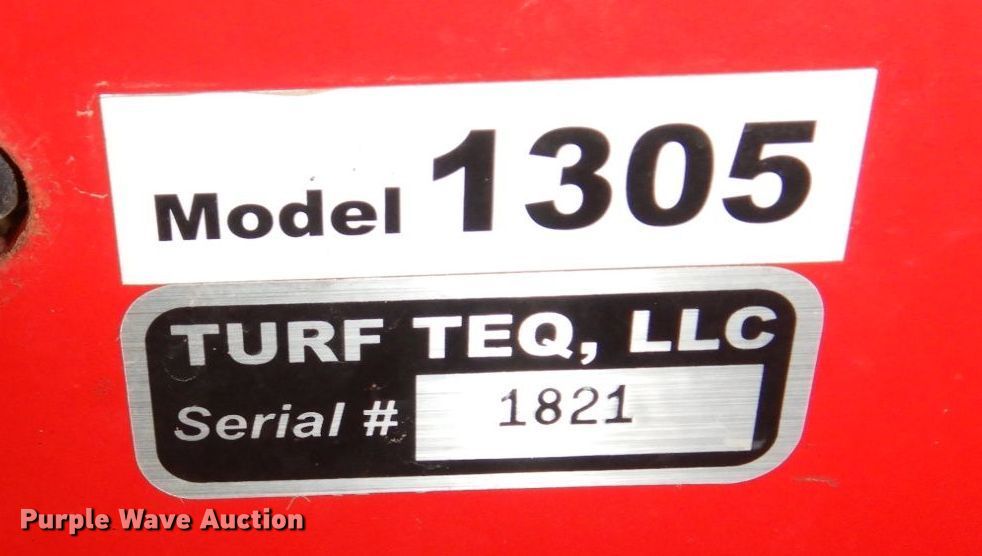 Model 1305
TURF TEQ, LLC
Serial # 1821
Purple Wave Auction